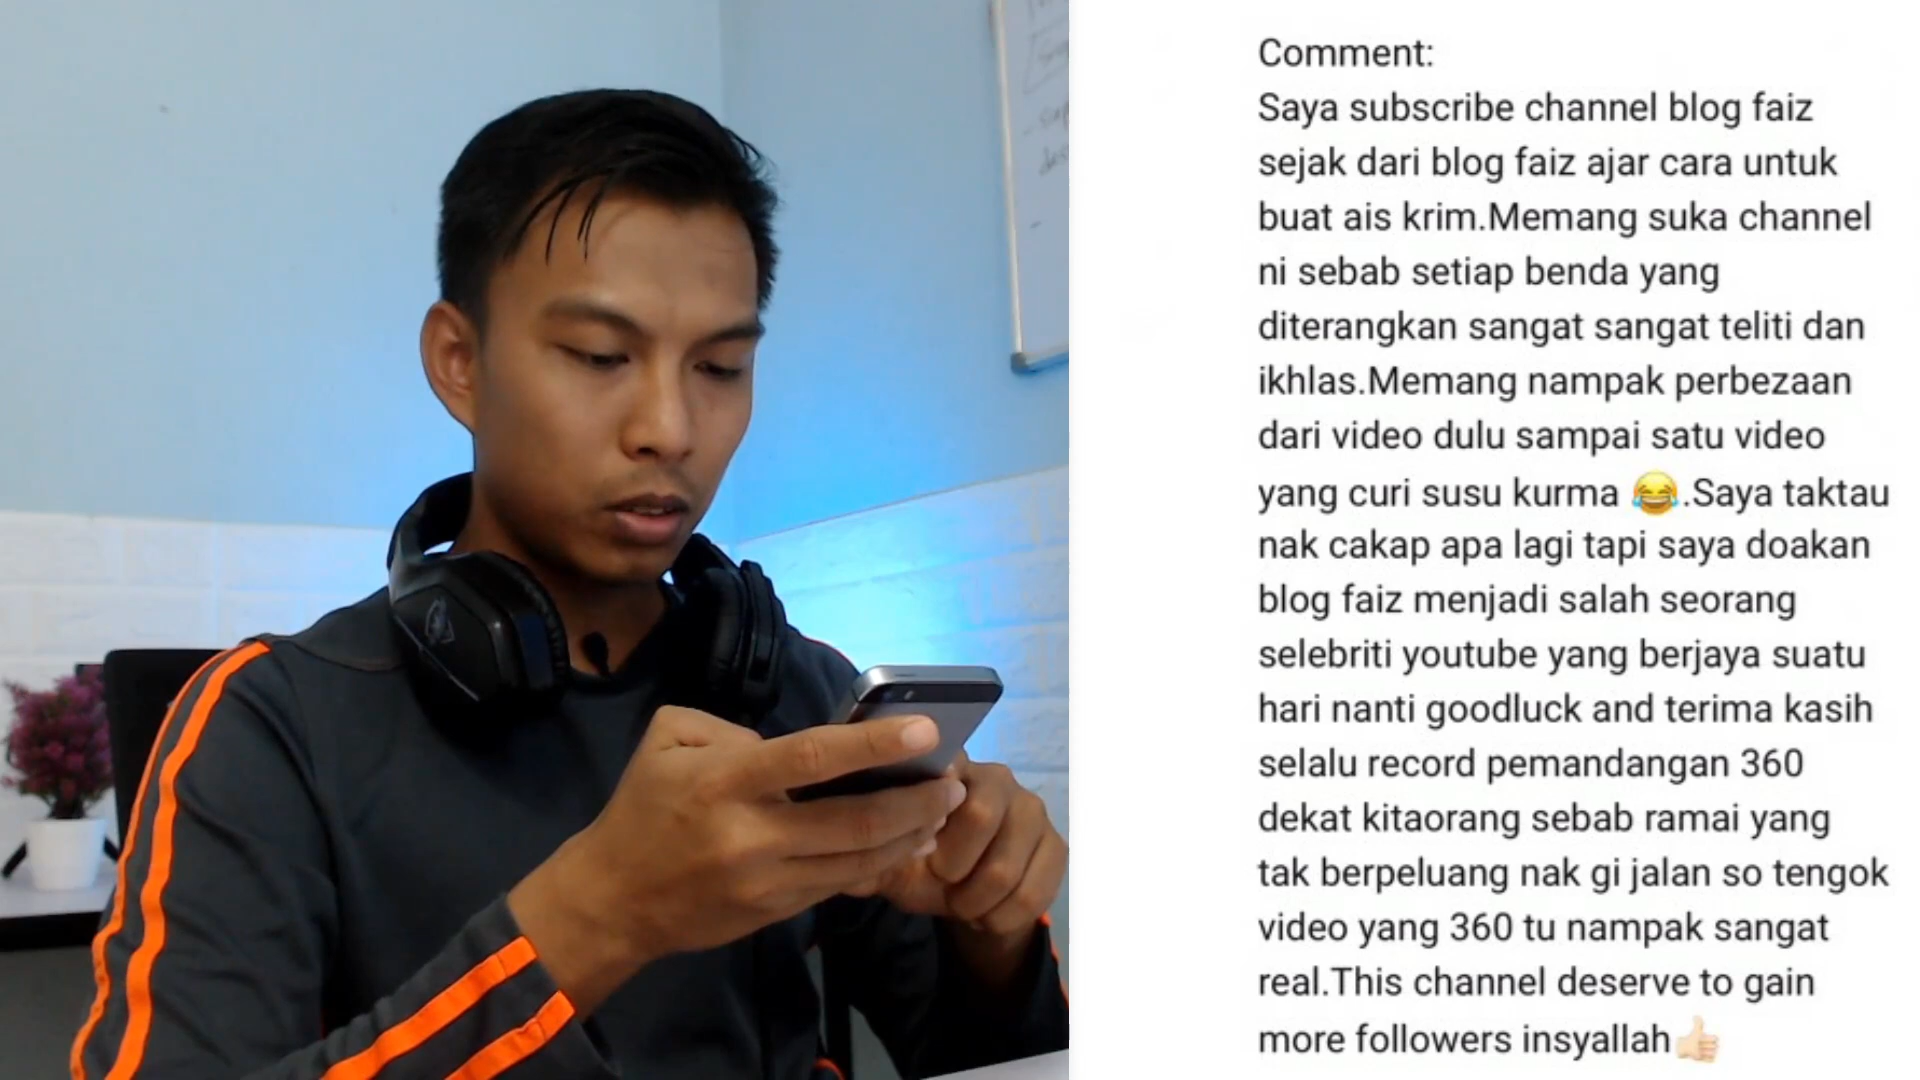 Comment:
Saya subscribe channel blog faiz
sejak dari blog faiz ajar cara untuk
buat ais krim.Memang suka channel
ni sebab setiap benda yang
diterangkan sangat sangat teliti dan
ikhlas.Memang nampak perbezaan
dari video dulu sampai satu video
yang curi susu kurma 😂.Saya taktau
nak cakap apa lagi tapi saya doakan
blog faiz menjadi salah seorang
selebriti youtube yang berjaya suatu
hari nanti goodluck and terima kasih
selalu record pemandangan 360
dekat kitaorang sebab ramai yang
tak berpeluang nak gi jalan so tengok
video yang 360 tu nampak sangat
real.This channel deserve to gain
more followers insyallah👍🏻